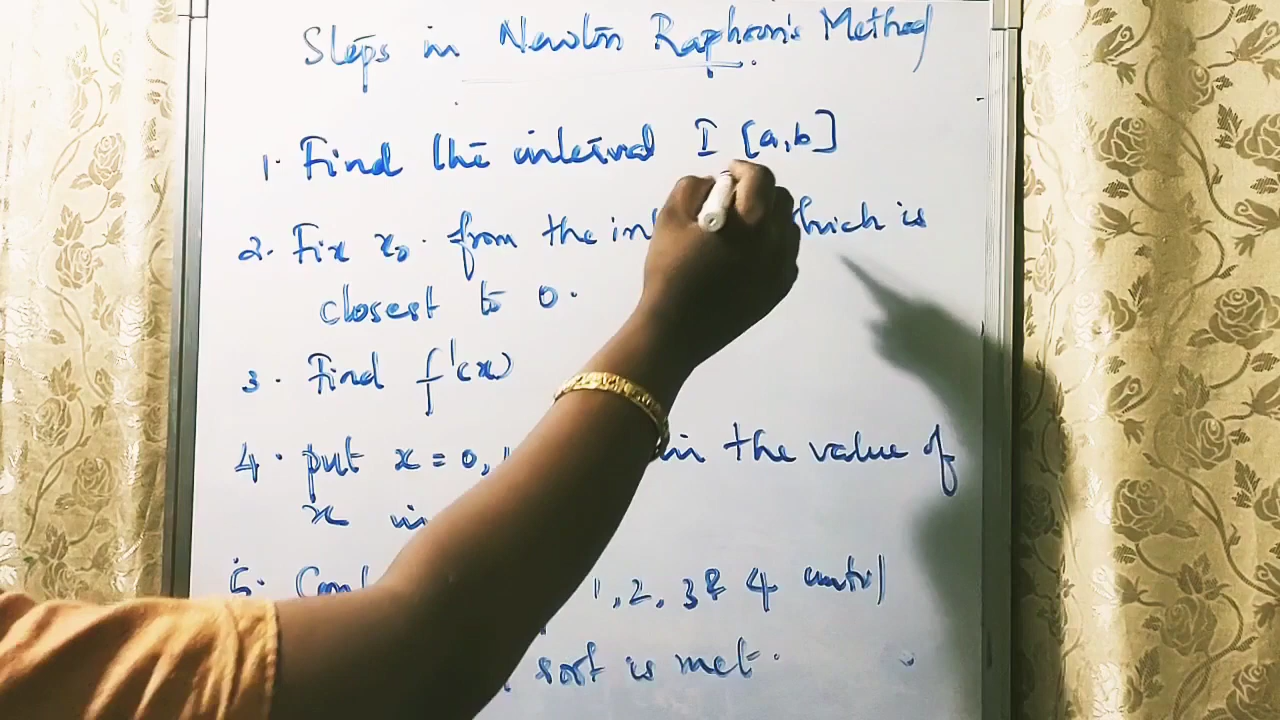 Steps in Newton Raphson's Method
1. Find the interval I [a,b]
2. Fix x₀. from the which is
closest to 0.
3. Find f'(x)
4. put x = 0, in the value of
x in
5. 1, 2, 3 & 4 until
is met.